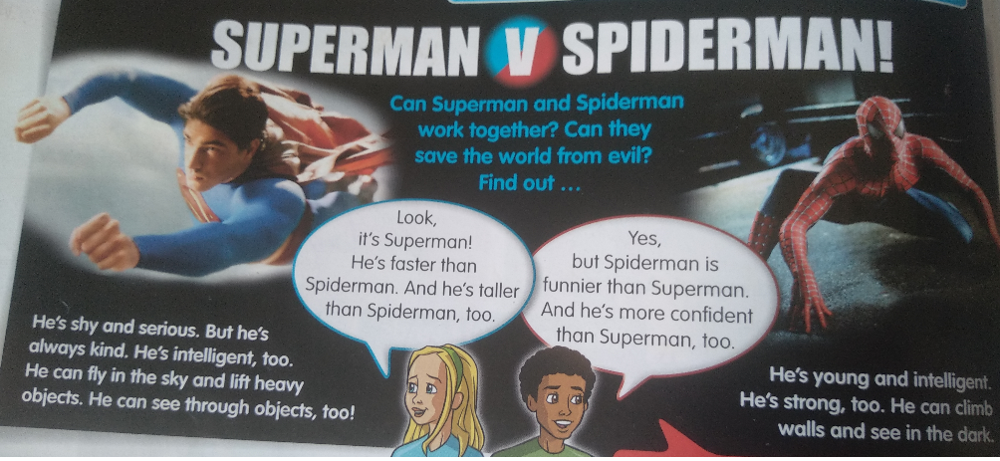 SUPERMAN V SPIDERMAN!
Can Superman and Spiderman
work together? Can they
save the world from evil?
Find out ...
Look,
it's Superman!
He's faster than
Spiderman. And he's taller
than Spiderman, too.
Yes,
but Spiderman is
funnier than Superman.
And he's more confident
than Superman, too.
He's shy and serious. But he's
always kind. He's intelligent, too.
He can fly in the sky and lift heavy
objects. He can see through objects, too!
He's young and intelligent.
He's strong, too. He can climb
walls and see in the dark.